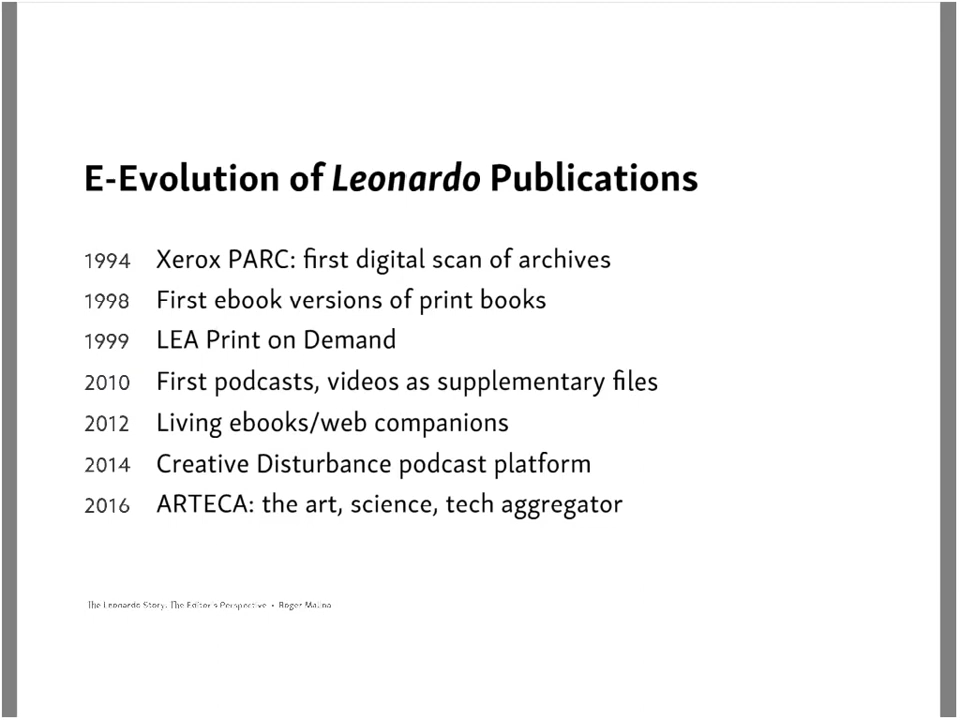 E-Evolution of Leonardo Publications
1994 Xerox PARC: first digital scan of archives
1998 First ebook versions of print books
1999 LEA Print on Demand
2010 First podcasts, videos as supplementary files
2012 Living ebooks/web companions
2014 Creative Disturbance podcast platform
2016 ARTECA: the art, science, tech aggregator
The Leonardo Story: The Editor's Perspective • Roger Malina